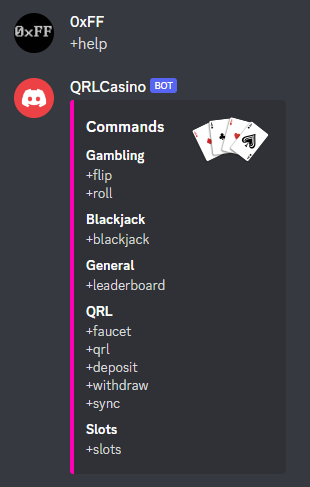 0xFF
0xFF
+help
QRLCasino BOT
Commands
Gambling
+flip
+roll
Blackjack
+blackjack
General
+leaderboard
QRL
+faucet
+qrl
+deposit
+withdraw
+sync
Slots
+slots